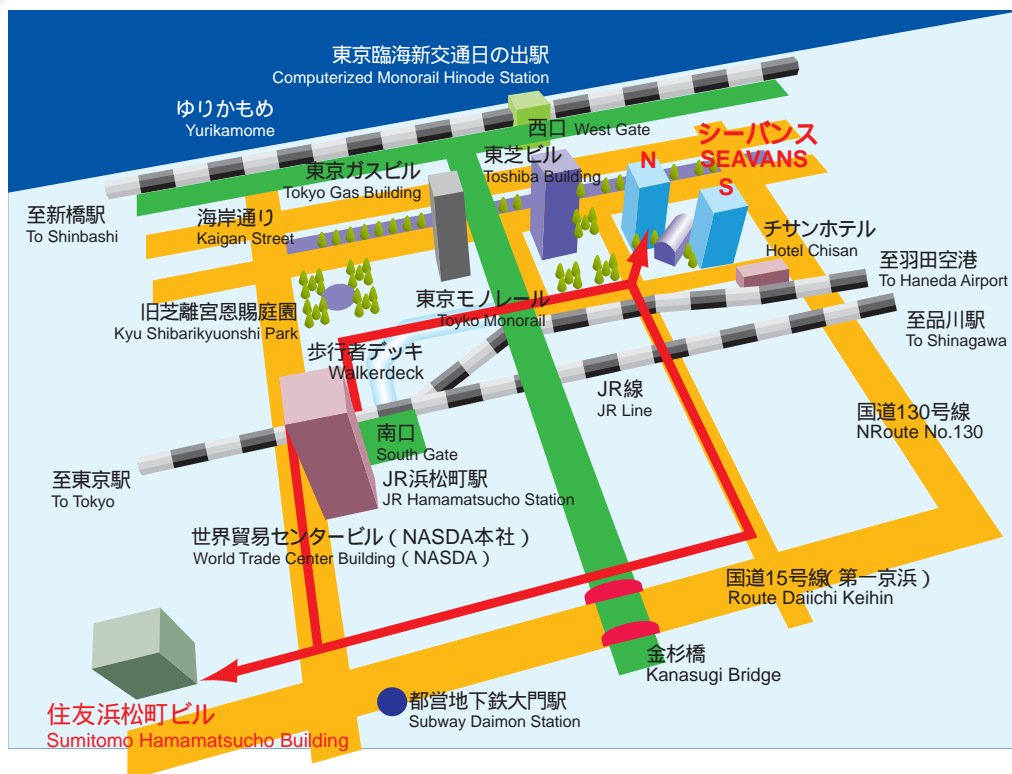 東京臨海新交通日の出駅
Computerized Monorail Hinode Station
ゆりかもめ
Yurikamome
西口 West Gate
シーバンス
SEAVANS
N
S
東京ガスビル
Tokyo Gas Building
東芝ビル
Toshiba Building
至新橋駅
To Shinbashi
海岸通り
Kaigan Street
チサンホテル
Hotel Chisan
至羽田空港
To Haneda Airport
旧芝離宮恩賜庭園
Kyu Shibarikyuonshi Park
東京モノレール
Toyko Monorail
至品川駅
To Shinagawa
歩行者デッキ
Walkerdeck
JR線
JR Line
国道130号線
NRoute No.130
南口
South Gate
至東京駅
To Tokyo
JR浜松町駅
JR Hamamatsucho Station
世界貿易センタービル ( NASDA本社 )
World Trade Center Building ( NASDA )
国道15号線( 第一京浜 )
Route Daiichi Keihin
金杉橋
Kanasugi Bridge
都営地下鉄大門駅
Subway Daimon Station
住友浜松町ビル
Sumitomo Hamamatsucho Building